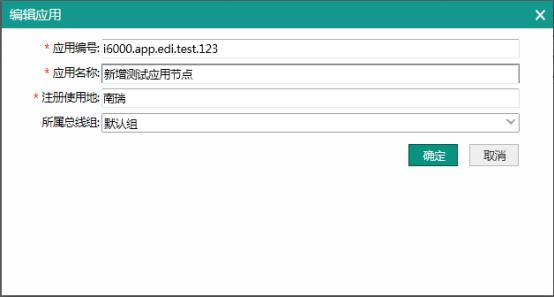 编辑应用
* 应用编号: i6000.app.edi.test.123
* 应用名称: 新增测试应用节点
* 注册使用地: 南瑞
所属总线组: 默认组
确定 取消